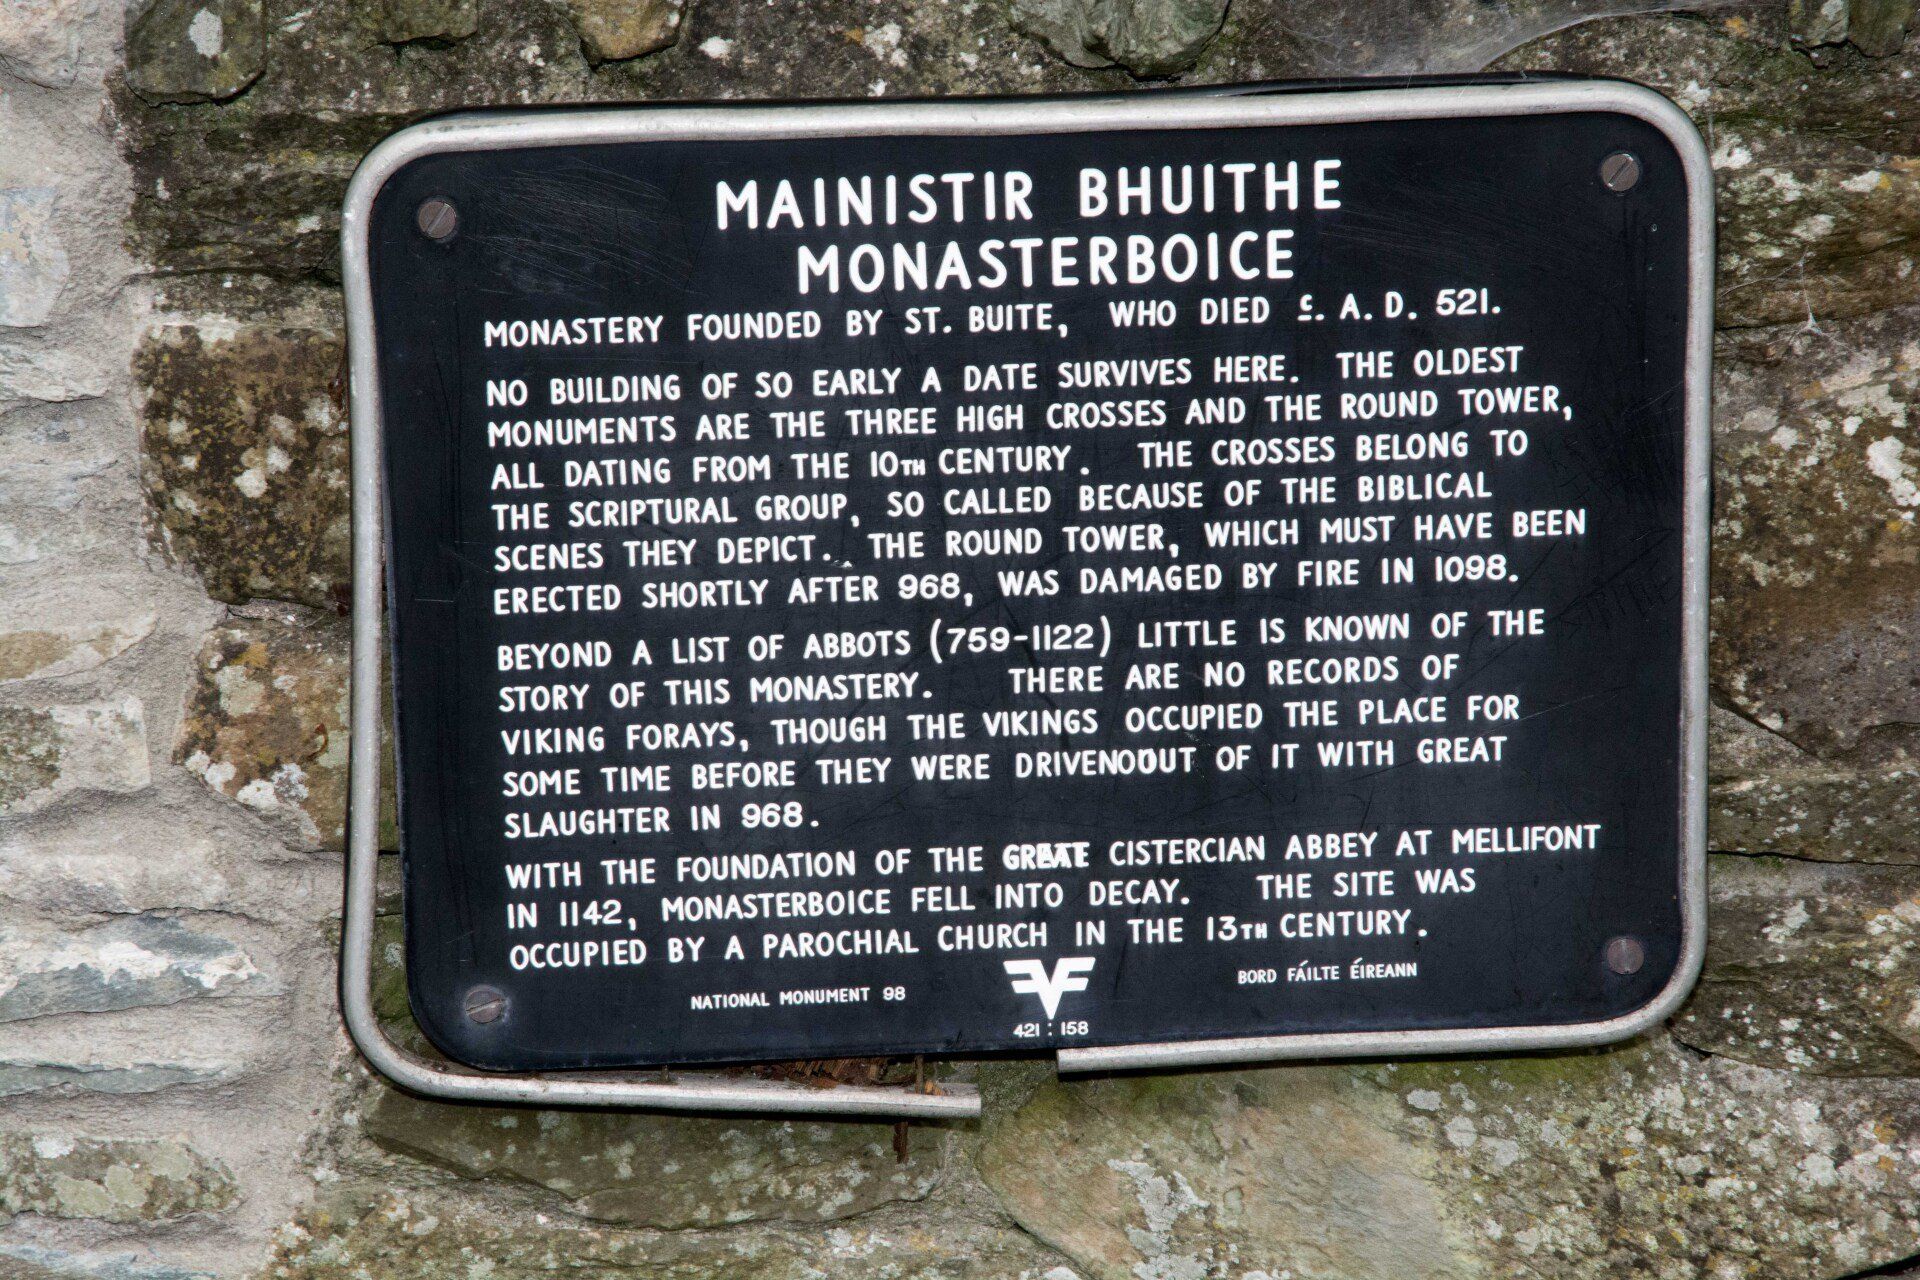 MAINISTIR BHUITHE
MONASTERBOICE
MONASTERY FOUNDED BY ST. BUITE, WHO DIED c. A. D. 521.
NO BUILDING OF SO EARLY A DATE SURVIVES HERE. THE OLDEST
MONUMENTS ARE THE THREE HIGH CROSSES AND THE ROUND TOWER,
ALL DATING FROM THE 10TH CENTURY. THE CROSSES BELONG TO
THE SCRIPTURAL GROUP, SO CALLED BECAUSE OF THE BIBLICAL
SCENES THEY DEPICT. THE ROUND TOWER, WHICH MUST HAVE BEEN
ERECTED SHORTLY AFTER 968, WAS DAMAGED BY FIRE IN 1098.
BEYOND A LIST OF ABBOTS (759-1122) LITTLE IS KNOWN OF THE
STORY OF THIS MONASTERY. THERE ARE NO RECORDS OF
VIKING FORAYS, THOUGH THE VIKINGS OCCUPIED THE PLACE FOR
SOME TIME BEFORE THEY WERE DRIVENOOUT OF IT WITH GREAT
SLAUGHTER IN 968.
WITH THE FOUNDATION OF THE GREAT CISTERCIAN ABBEY AT MELLIFONT
IN 1142, MONASTERBOICE FELL INTO DECAY. THE SITE WAS
OCCUPIED BY A PAROCHIAL CHURCH IN THE 13TH CENTURY.
NATIONAL MONUMENT 98
BORD FÁILTE ÉIREANN
421 : 158